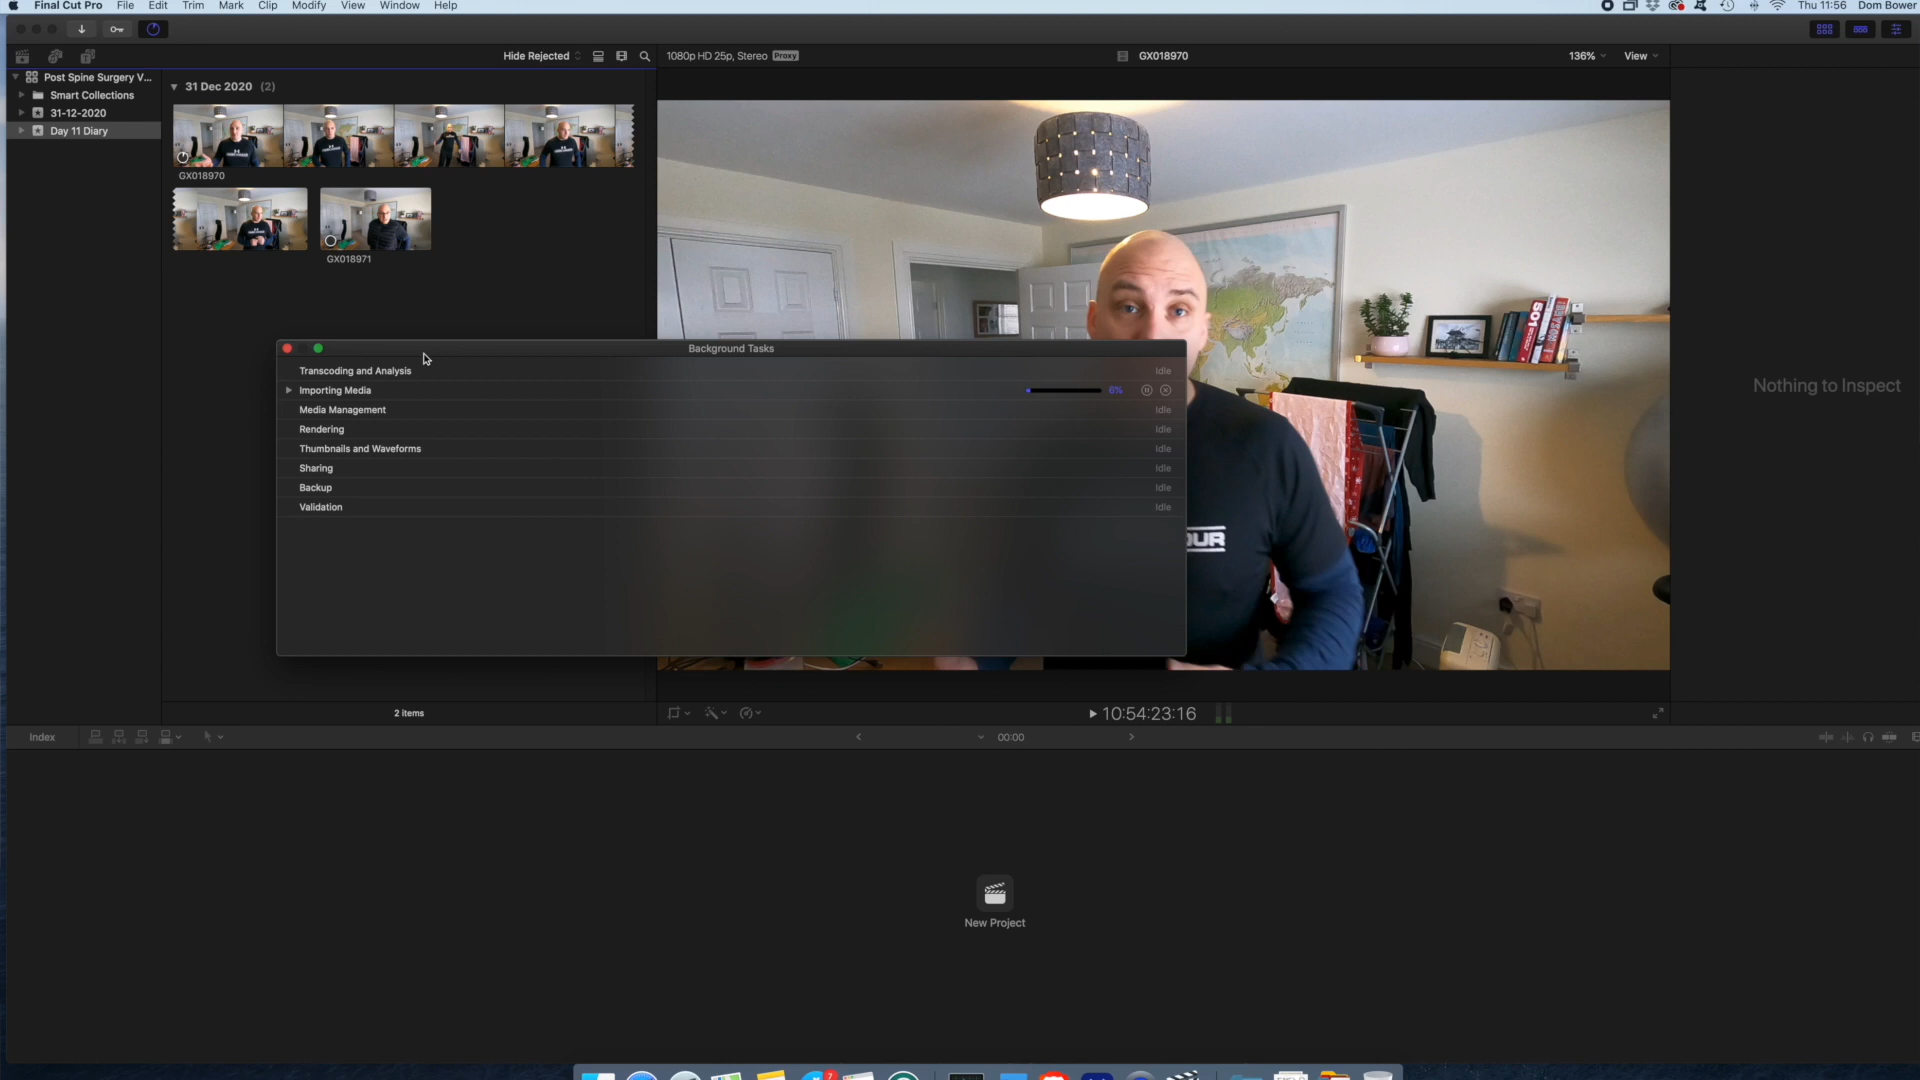 Final Cut Pro File Edit Trim Mark Clip Modify View Window Help
Thu 11:56 Dom Bower
Hide Rejected
1080p HD 25p, Stereo Proxy
GX018970
136% View
Post Spine Surgery V...
Smart Collections
31-12-2020
Day 11 Diary
31 Dec 2020 (2)
GX018970
GX018971
Background Tasks
Transcoding and Analysis Idle
Importing Media 6%
Media Management Idle
Rendering Idle
Thumbnails and Waveforms Idle
Sharing Idle
Backup Idle
Validation Idle
Nothing to Inspect
501
OUR
2 items
10:54:23:16
Index
00:00
New Project
7